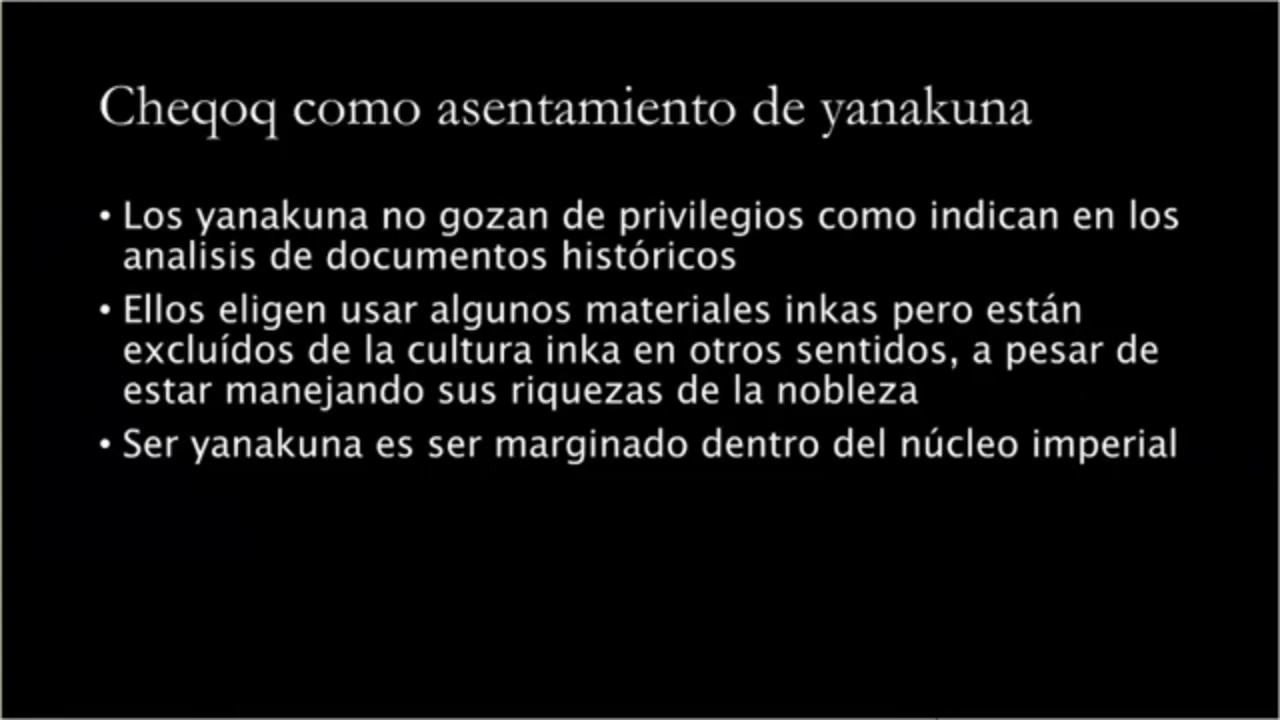 Cheqoq como asentamiento de yanakuna
• Los yanakuna no gozan de privilegios como indican en los
analisis de documentos históricos
• Ellos eligen usar algunos materiales inkas pero están
excluídos de la cultura inka en otros sentidos, a pesar de
estar manejando sus riquezas de la nobleza
• Ser yanakuna es ser marginado dentro del núcleo imperial